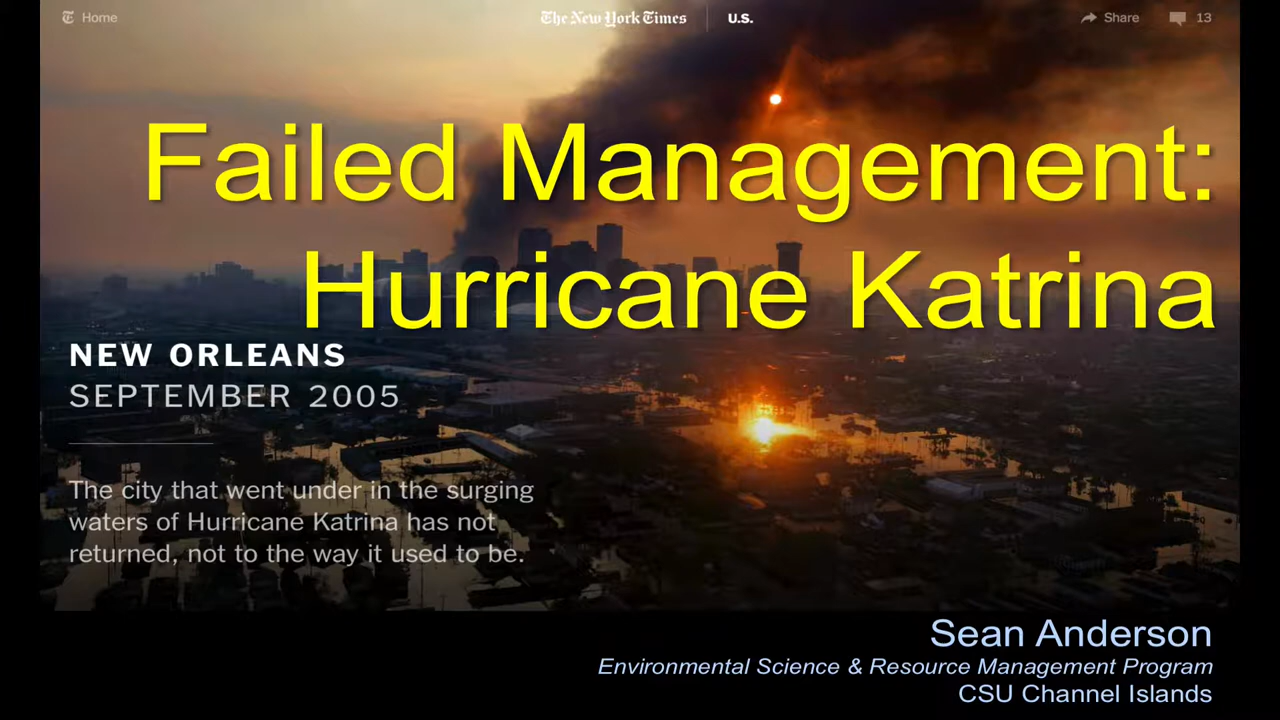 Home
The New York Times
U.S.
Share
13
Failed Management:
Hurricane Katrina
NEW ORLEANS
SEPTEMBER 2005
The city that went under in the surging
waters of Hurricane Katrina has not
returned, not to the way it used to be.
Sean Anderson
Environmental Science & Resource Management Program
CSU Channel Islands